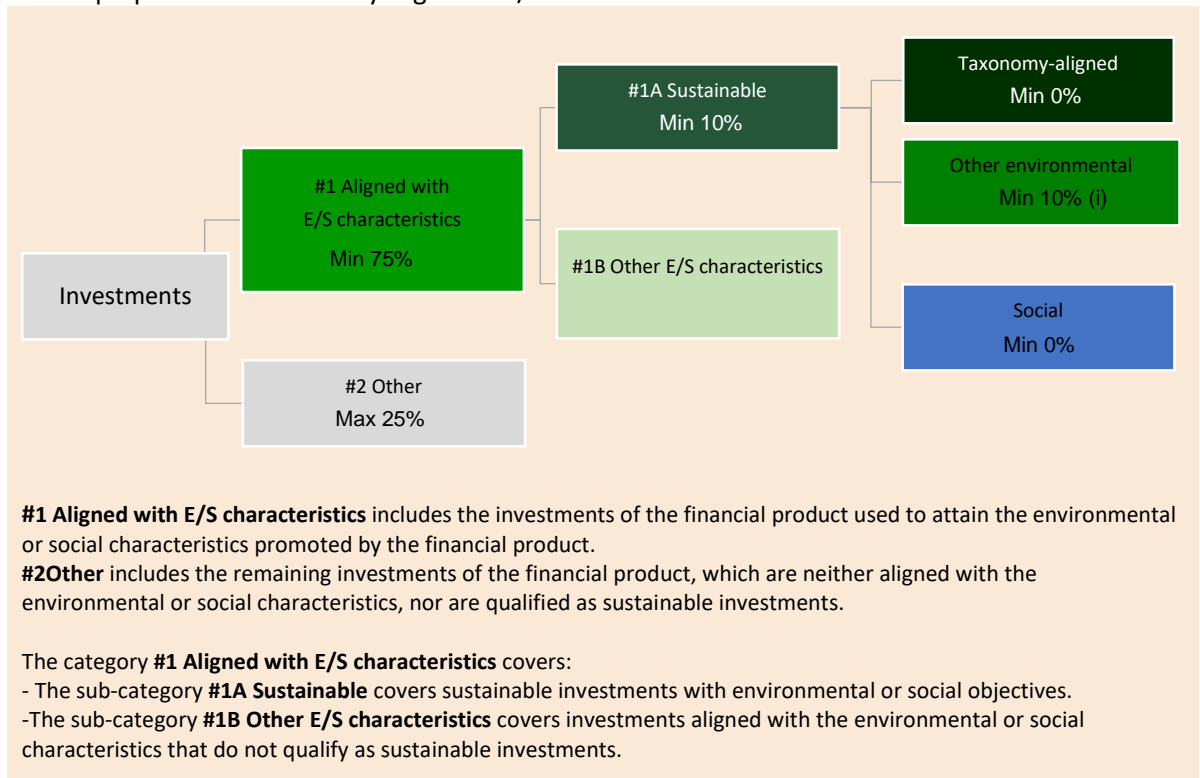 #1A Sustainable
Min 10%
Taxonomy-aligned
Min 0%
Other environmental
Min 10% (i)
#1 Aligned with
E/S characteristics
Min 75%
#1B Other E/S characteristics
Investments
Social
Min 0%
#2 Other
Max 25%
#1 Aligned with E/S characteristics includes the investments of the financial product used to attain the environmental
or social characteristics promoted by the financial product.
#2Other includes the remaining investments of the financial product, which are neither aligned with the
environmental or social characteristics, nor are qualified as sustainable investments.
The category #1 Aligned with E/S characteristics covers:
- The sub-category #1A Sustainable covers sustainable investments with environmental or social objectives.
-The sub-category #1B Other E/S characteristics covers investments aligned with the environmental or social
characteristics that do not qualify as sustainable investments.